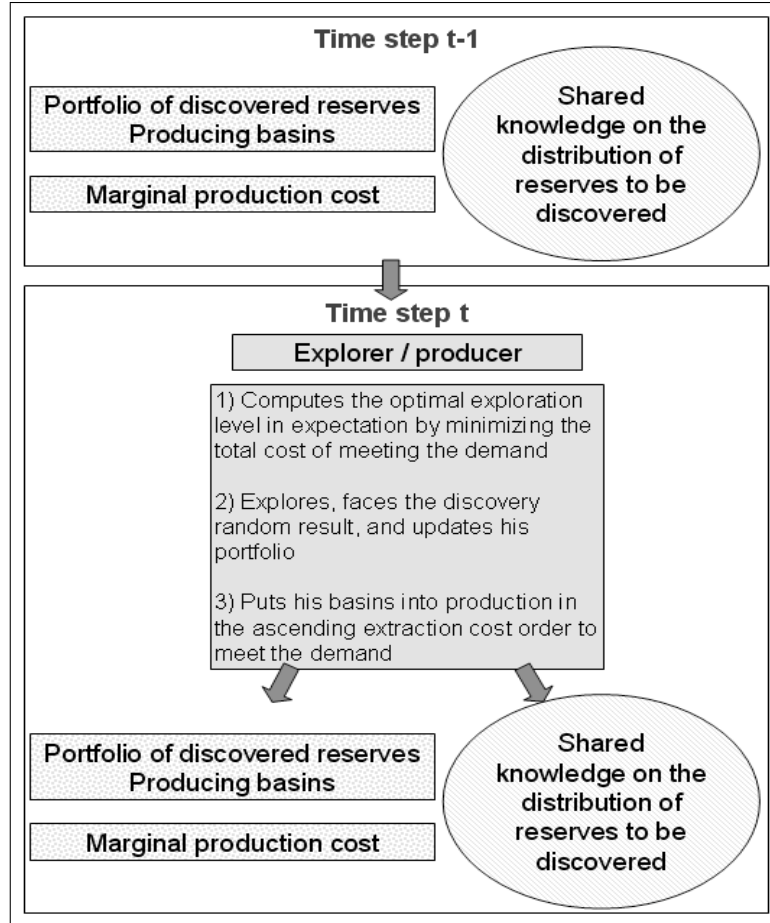 Time step t-1
Portfolio of discovered reserves
Producing basins
Marginal production cost
Shared
knowledge on the
distribution of
reserves to be
discovered
Time step t
Explorer / producer
1) Computes the optimal exploration
level in expectation by minimizing the
total cost of meeting the demand
2) Explores, faces the discovery
random result, and updates his
portfolio
3) Puts his basins into production in
the ascending extraction cost order to
meet the demand
Portfolio of discovered reserves
Producing basins
Marginal production cost
Shared
knowledge on the
distribution of
reserves to be
discovered